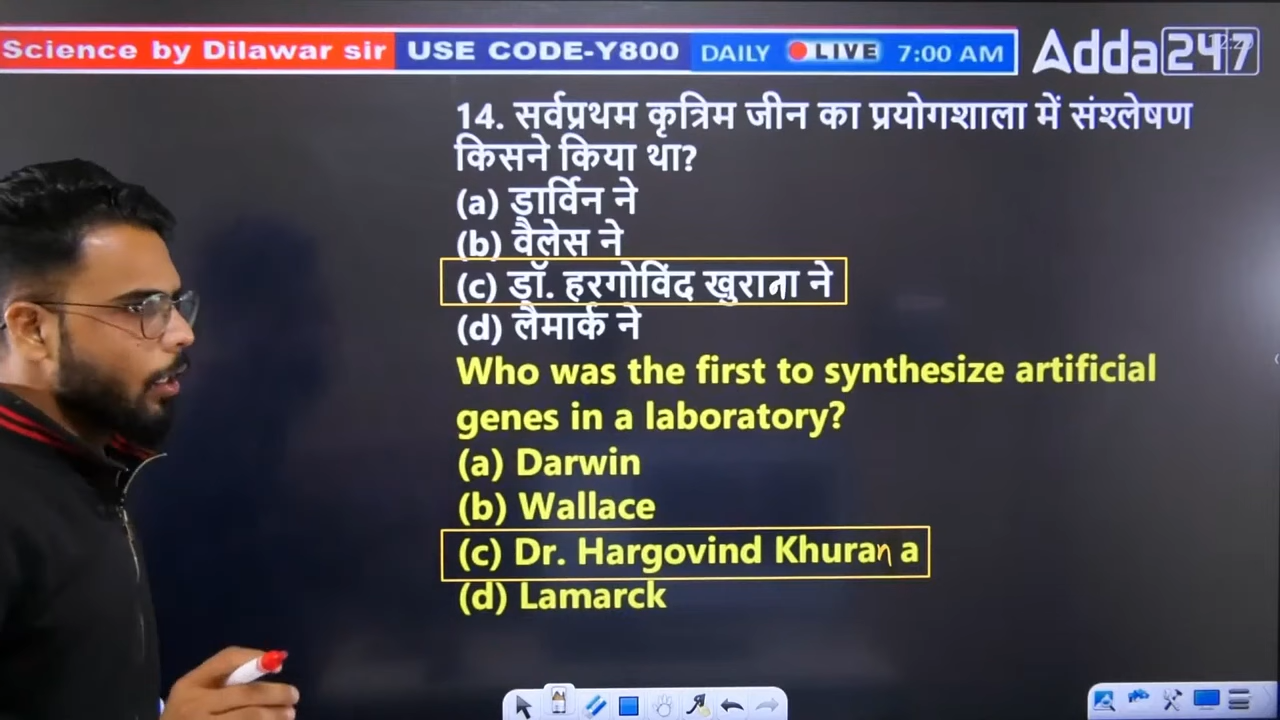 Science by Dilawar sir USE CODE-Y800 DAILY LIVE 7:00 AM Adda247
14. सर्वप्रथम कृत्रिम जीन का प्रयोगशाला में संश्लेषण
किसने किया था?
(a) डार्विन ने
(b) वैलेस ने
(c) डॉ. हरगोविंद खुराना ने
(d) लैमार्क ने
Who was the first to synthesize artificial
genes in a laboratory?
(a) Darwin
(b) Wallace
(c) Dr. Hargovind Khurana
(d) Lamarck